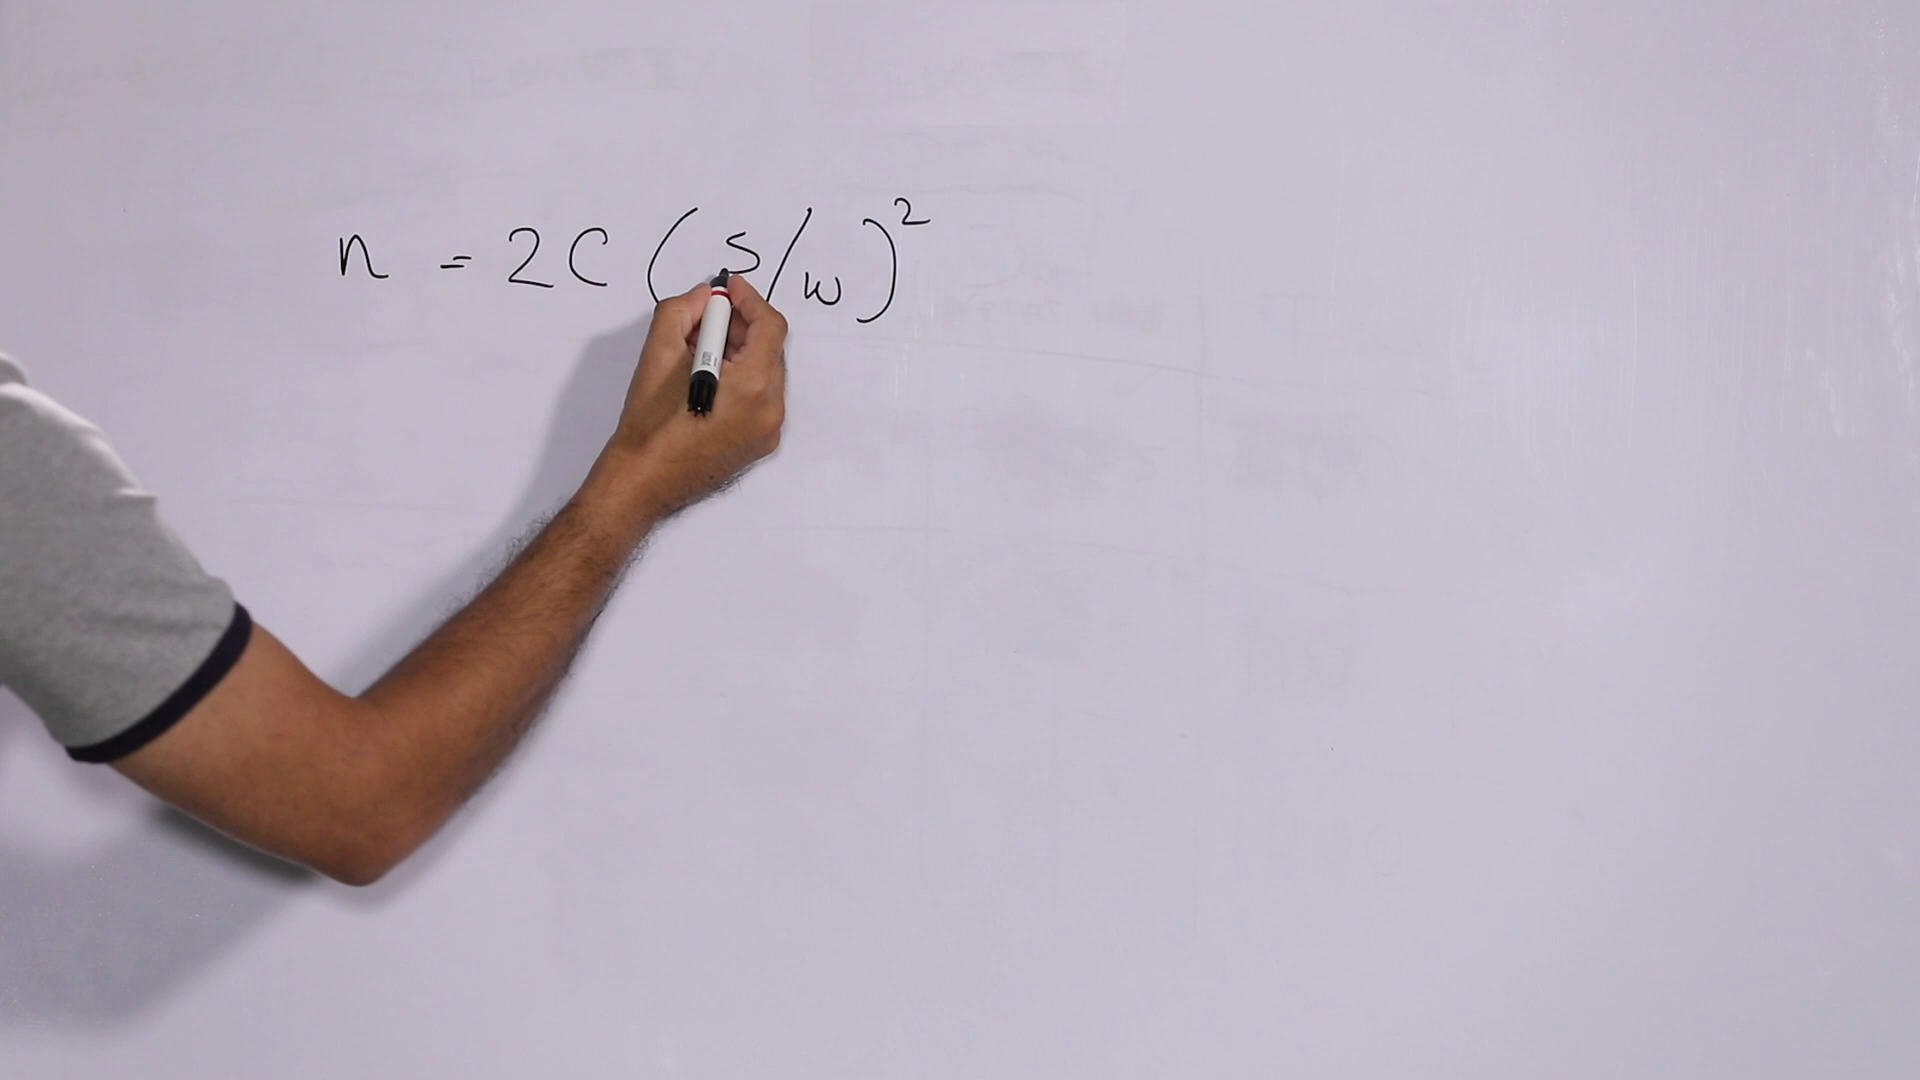 n = 2C (S/w)²